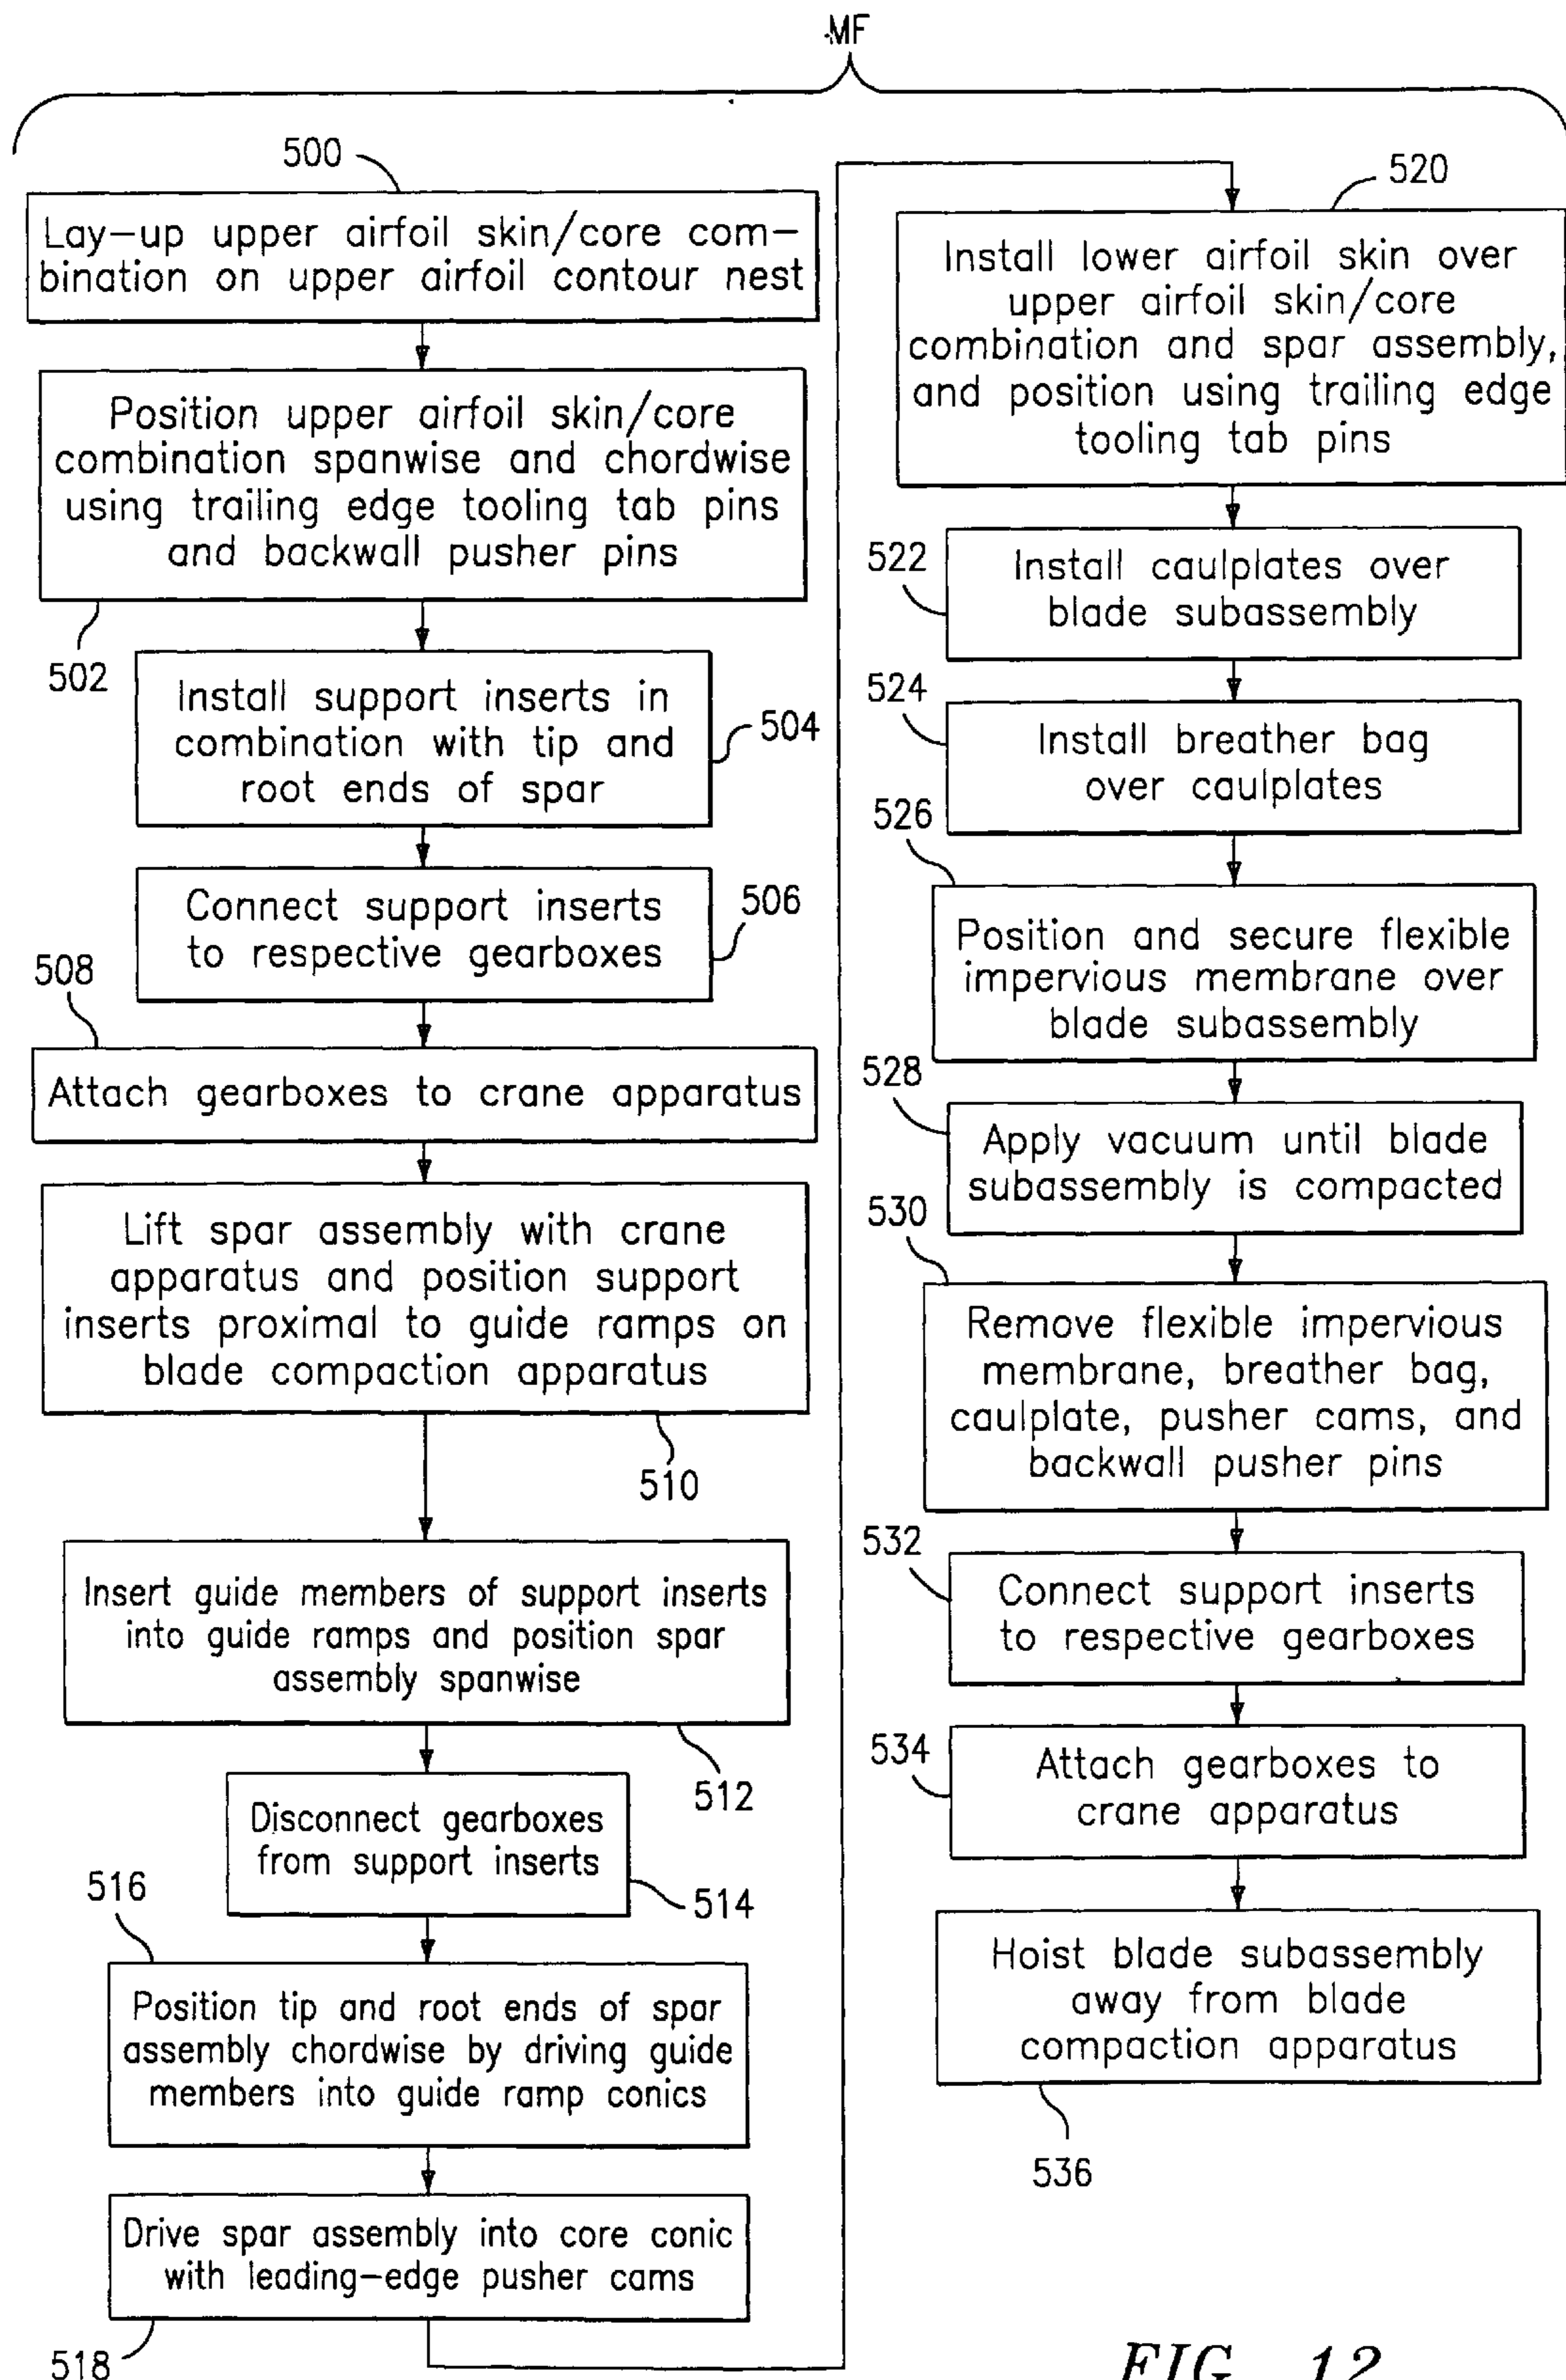 MF
500
Lay-up upper airfoil skin/core com-
bination on upper airfoil contour nest
Position upper airfoil skin/core
combination spanwise and chordwise
using trailing edge tooling tab pins
and backwall pusher pins
502
Install support inserts in
combination with tip and
root ends of spar
504
Connect support inserts
to respective gearboxes
506
508
Attach gearboxes to crane apparatus
Lift spar assembly with crane
apparatus and position support
inserts proximal to guide ramps on
blade compaction apparatus
510
Insert guide members of support inserts
into guide ramps and position spar
assembly spanwise
512
Disconnect gearboxes
from support inserts
514
516
Position tip and root ends of spar
assembly chordwise by driving guide
members into guide ramp conics
Drive spar assembly into core conic
with leading-edge pusher cams
518
520
Install lower airfoil skin over
upper airfoil skin/core
combination and spar assembly,
and position using trailing edge
tooling tab pins
522
Install caulplates over
blade subassembly
524
Install breather bag
over caulplates
526
Position and secure flexible
impervious membrane over
blade subassembly
528
Apply vacuum until blade
subassembly is compacted
530
Remove flexible impervious
membrane, breather bag,
caulplate, pusher cams, and
backwall pusher pins
532
Connect support inserts
to respective gearboxes
534
Attach gearboxes to
crane apparatus
Hoist blade subassembly
away from blade
compaction apparatus
536
FIG. 12